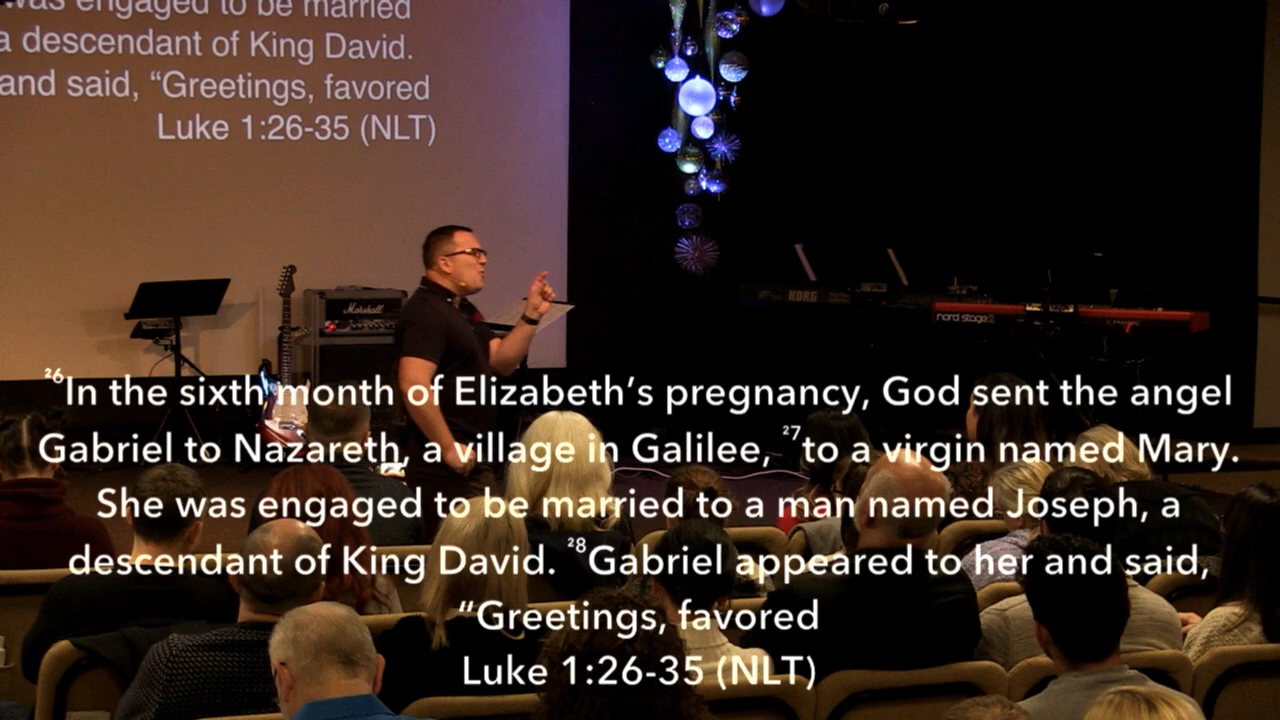 was engaged to be married
a descendant of King David.
and said, “Greetings, favored
Luke 1:26-35 (NLT)
Marshall
KORG
nord stage 2
²⁶In the sixth month of Elizabeth’s pregnancy, God sent the angel
Gabriel to Nazareth, a village in Galilee, ²⁷to a virgin named Mary.
She was engaged to be married to a man named Joseph, a
descendant of King David. ²⁸Gabriel appeared to her and said,
“Greetings, favored
Luke 1:26-35 (NLT)